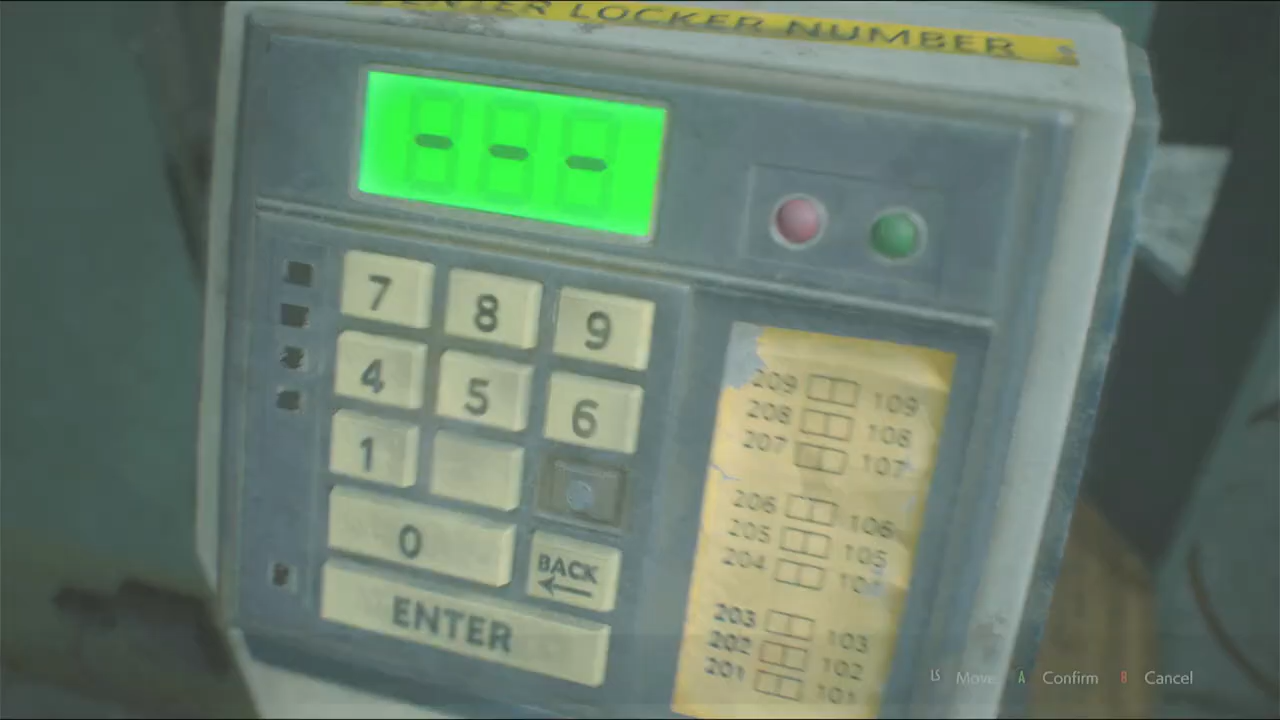 ENTER LOCKER NUMBER
- - -
7 8 9
4 5 6
1
0 BACK
ENTER
209 109
208 108
207 107
206 106
205 105
204
203 103
202 102
201 101
LS Move A Confirm B Cancel